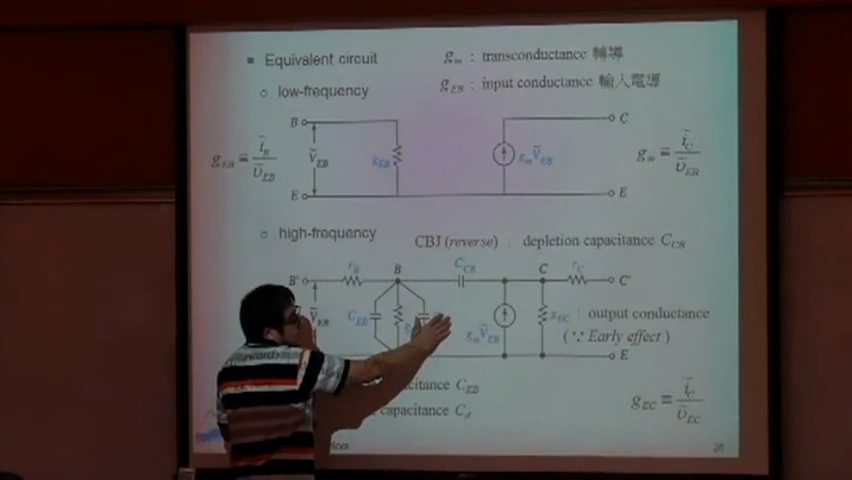 ■ Equivalent circuit
g_m : transconductance 轉導
○ low-frequency
g_EB : input conductance 輸入電導
B
C
g_EB ≡ ĩ_B / ṽ_EB
Ṽ_EB
g_EB
g_m Ṽ_EB
g_m ≡ ĩ_C / ṽ_EB
E
E
○ high-frequency
CBJ (reverse) : depletion capacitance C_CB
B'
r_B
B
C_CB
C
r_C
C'
Ṽ_EB
C_EB
g_m Ṽ_EB
g_EC : output conductance
(∵ Early effect)
E
citance C_ED
capacitance C_d
g_EC ≡ ĩ_C / ṽ_EC
ices